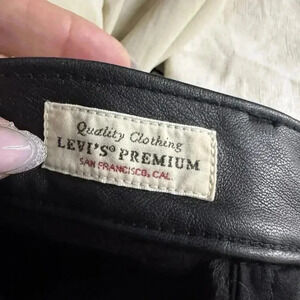 Quality Clothing
LEVI'S® PREMIUM
SAN FRANCISCO, CAL.